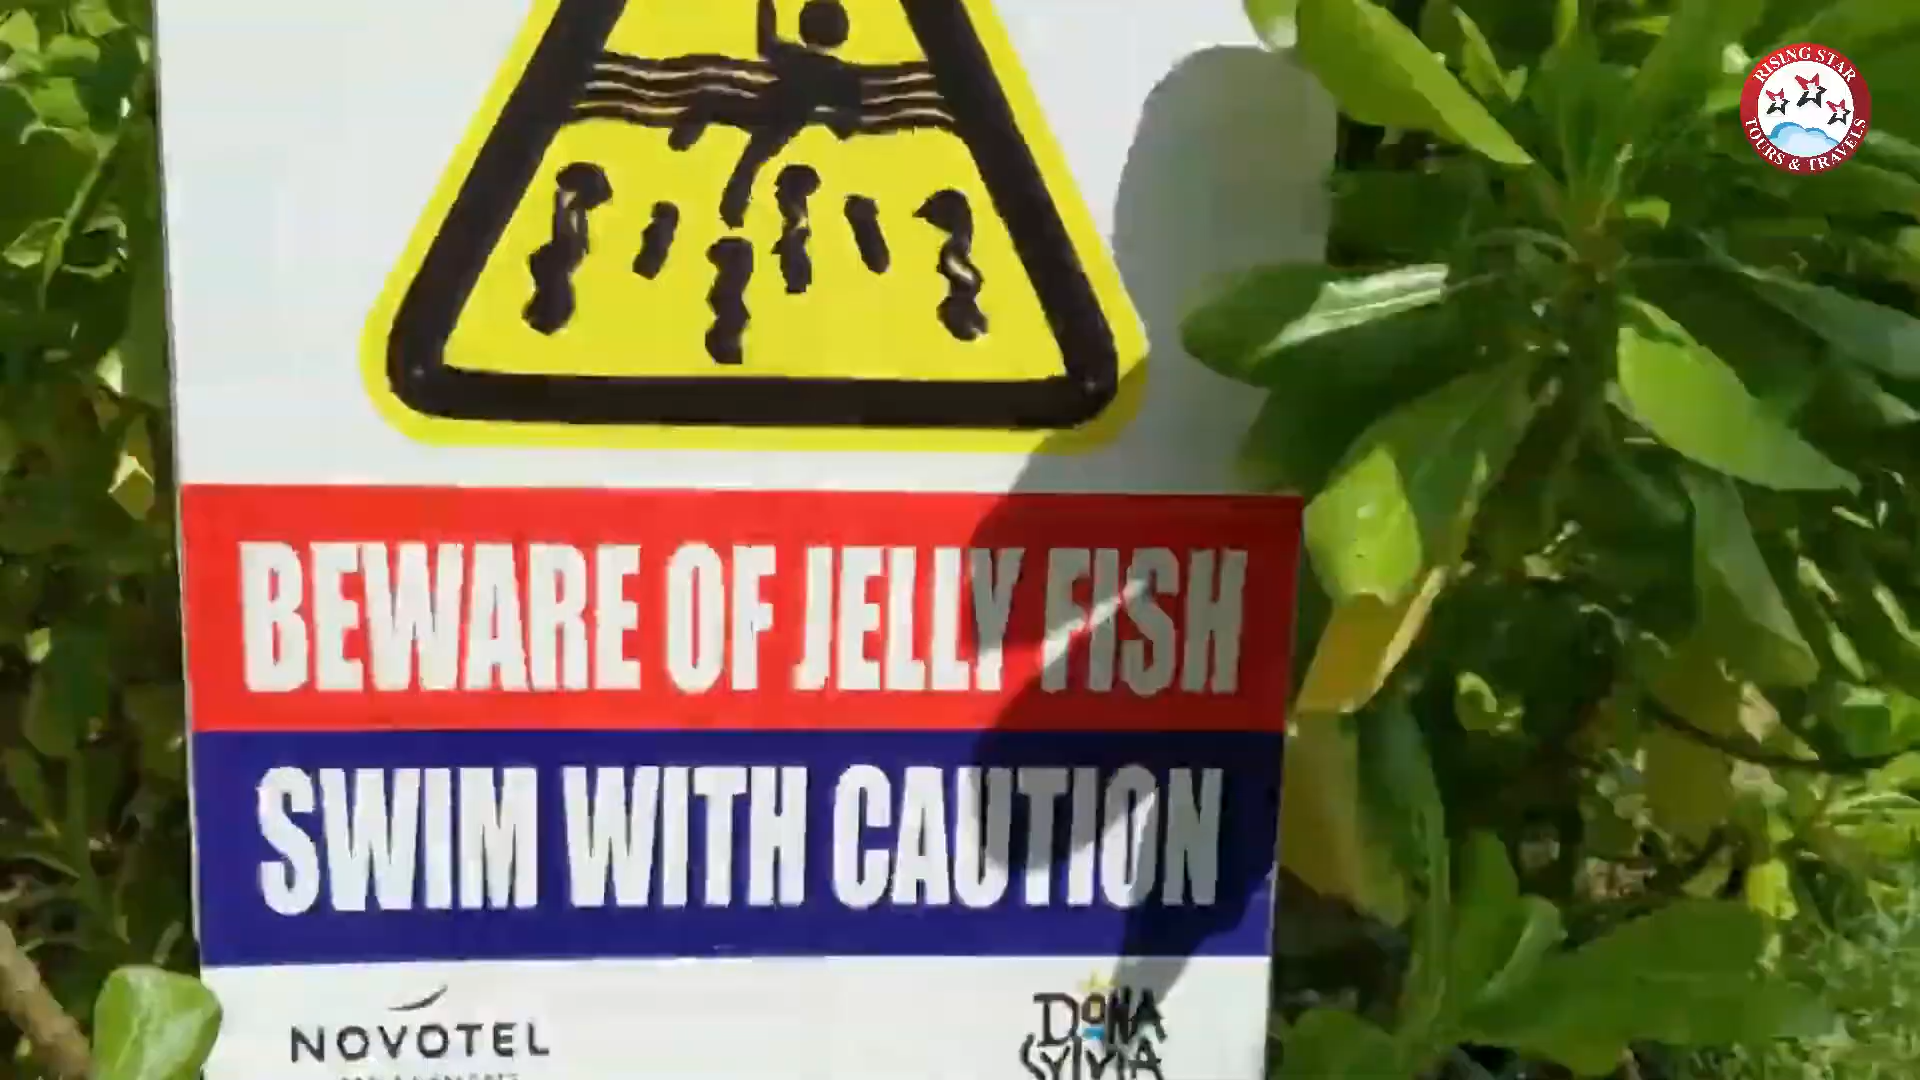 RISING STAR
TOURS & TRAVELS
BEWARE OF JELLY FISH
SWIM WITH CAUTION
NOVOTEL
DONA
SYLVIA